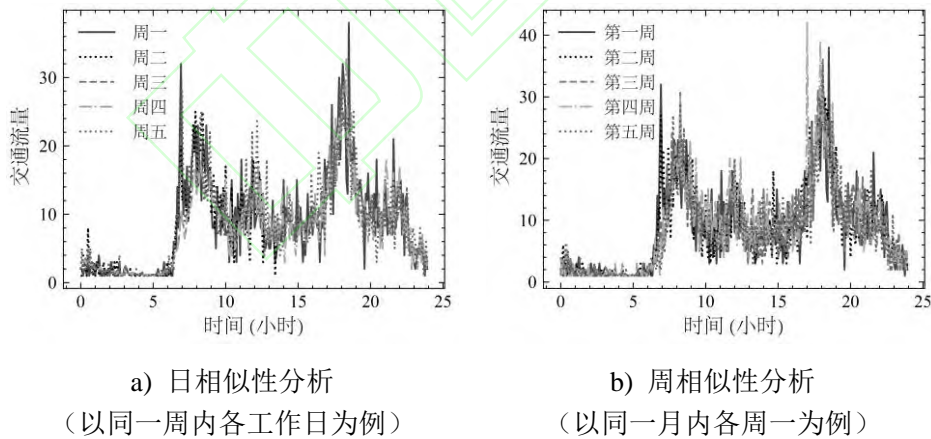 周一
周二
周三
周四
周五
交通流量
30
20
10
0
0 5 10 15 20 25
时间 (小时)
a) 日相似性分析
（以同一周内各工作日为例）
第一周
第二周
第三周
第四周
第五周
交通流量
40
30
20
10
0
0 5 10 15 20 25
时间 (小时)
b) 周相似性分析
（以同一月内各周一为例）